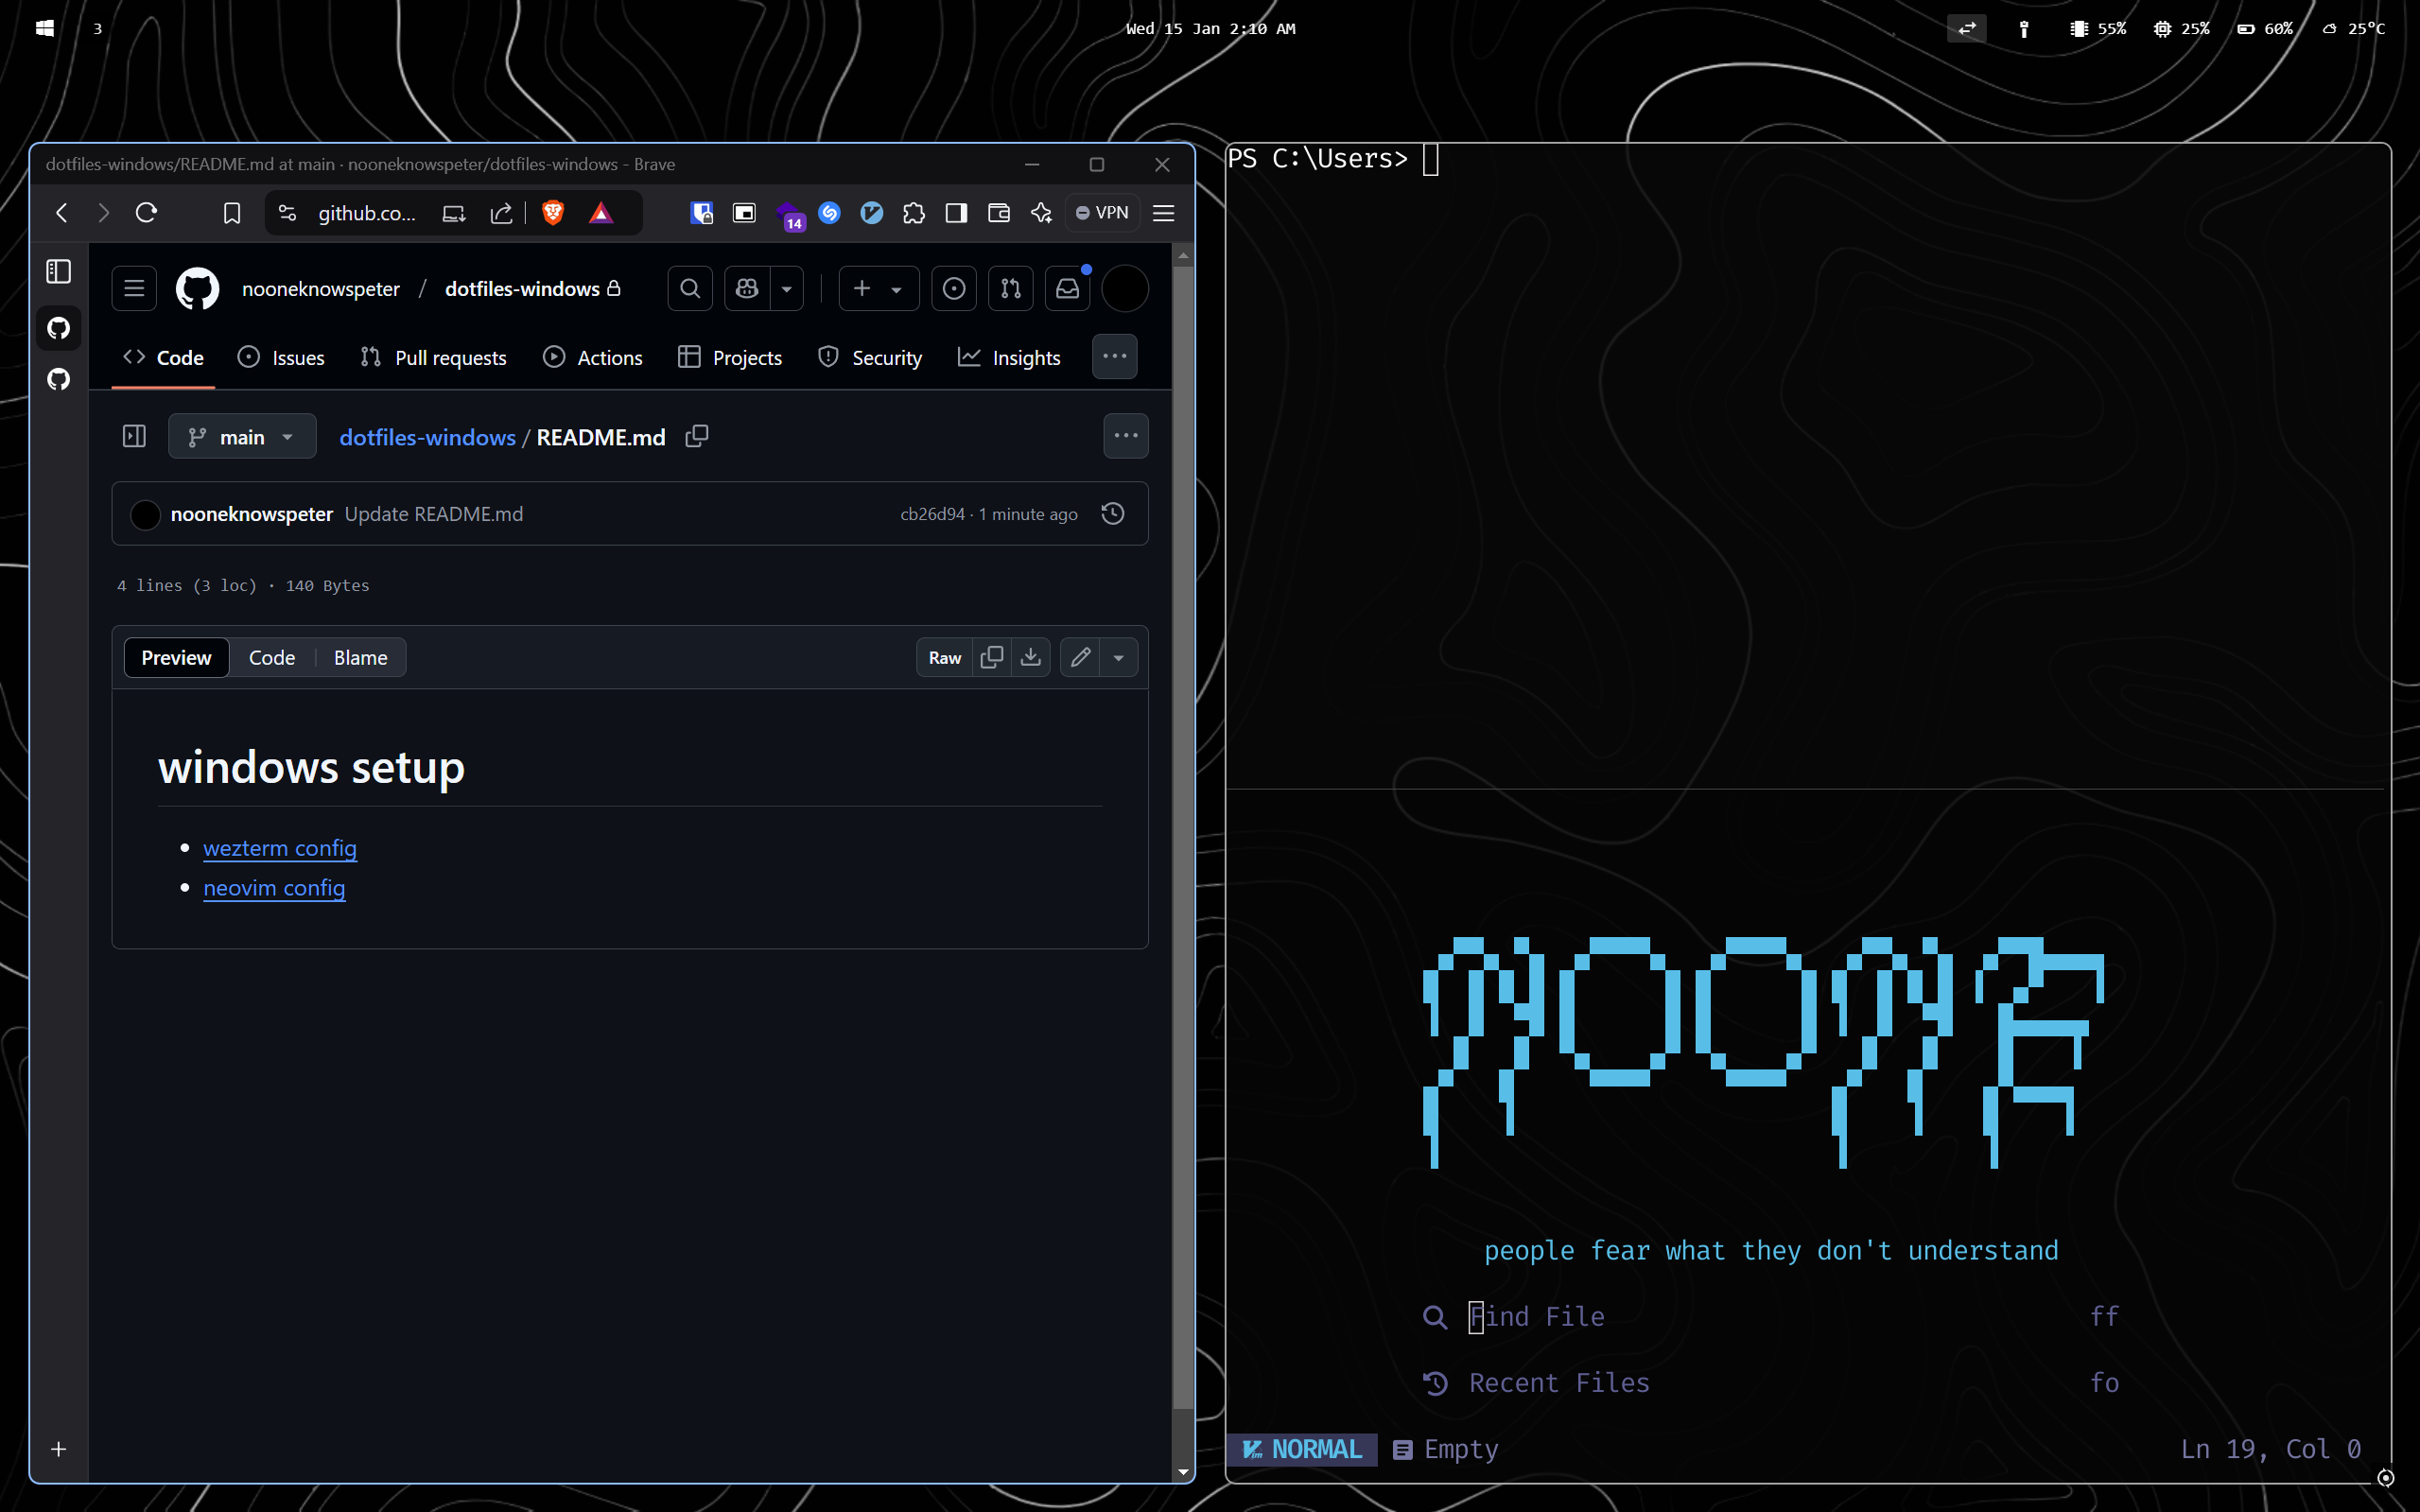 3
Wed 15 Jan 2:10 AM
55% 25% 60% 25°C
dotfiles-windows/README.md at main · nooneknowspeter/dotfiles-windows - Brave
github.co...
14
VPN
nooneknowspeter / dotfiles-windows
Code Issues Pull requests Actions Projects Security Insights
main dotfiles-windows / README.md
nooneknowspeter Update README.md cb26d94 · 1 minute ago
4 lines (3 loc) · 140 Bytes
Preview Code Blame Raw
windows setup
wezterm config
neovim config
PS C:\Users>
NOONE
people fear what they don't understand
Find File ff
Recent Files fo
NORMAL Empty Ln 19, Col 0